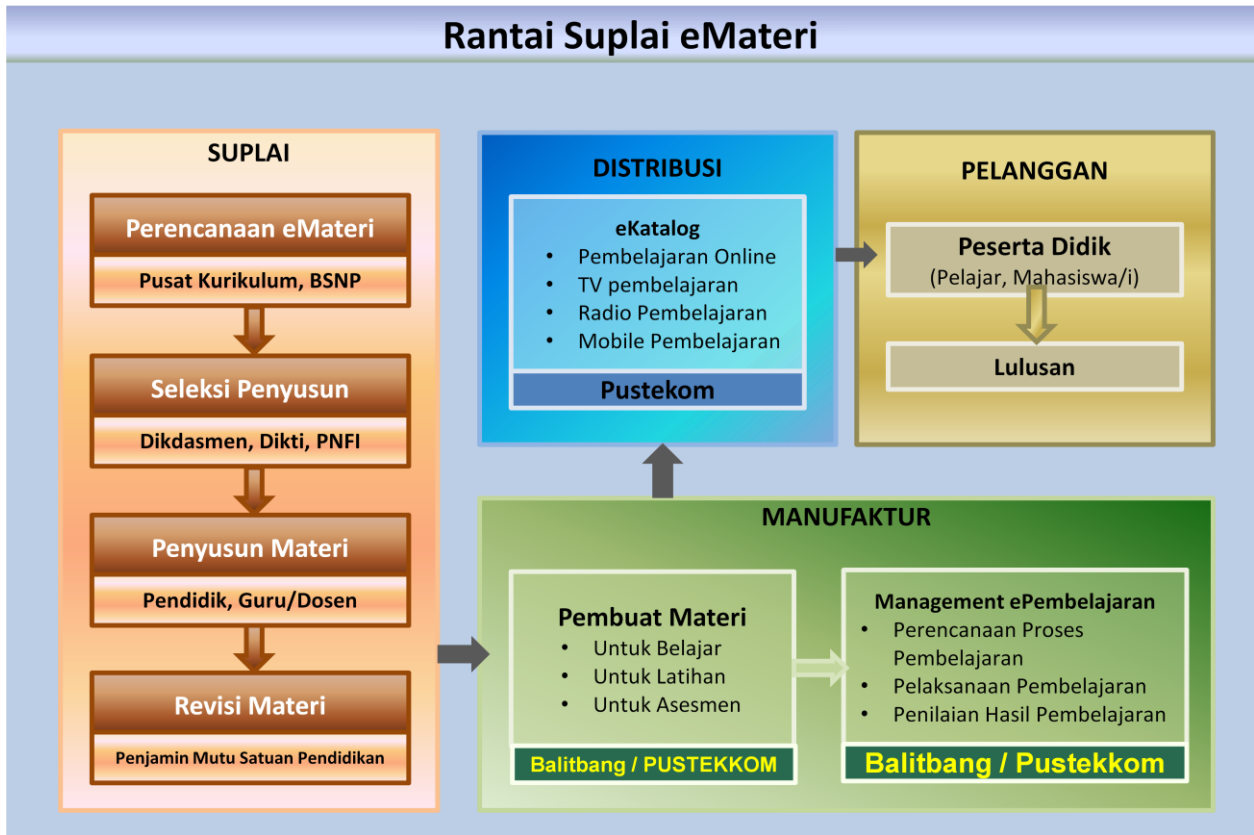 Rantai Suplai eMateri
SUPLAI
Perencanaan eMateri
Pusat Kurikulum, BSNP
Seleksi Penyusun
Dikdasmen, Dikti, PNFI
Penyusun Materi
Pendidik, Guru/Dosen
Revisi Materi
Penjamin Mutu Satuan Pendidikan
DISTRIBUSI
eKatalog
• Pembelajaran Online
• TV pembelajaran
• Radio Pembelajaran
• Mobile Pembelajaran
Pustekom
PELANGGAN
Peserta Didik
(Pelajar, Mahasiswa/i)
Lulusan
MANUFAKTUR
Pembuat Materi
• Untuk Belajar
• Untuk Latihan
• Untuk Asesmen
Balitbang / PUSTEKKOM
Management ePembelajaran
• Perencanaan Proses
Pembelajaran
• Pelaksanaan Pembelajaran
• Penilaian Hasil Pembelajaran
Balitbang / Pustekkom